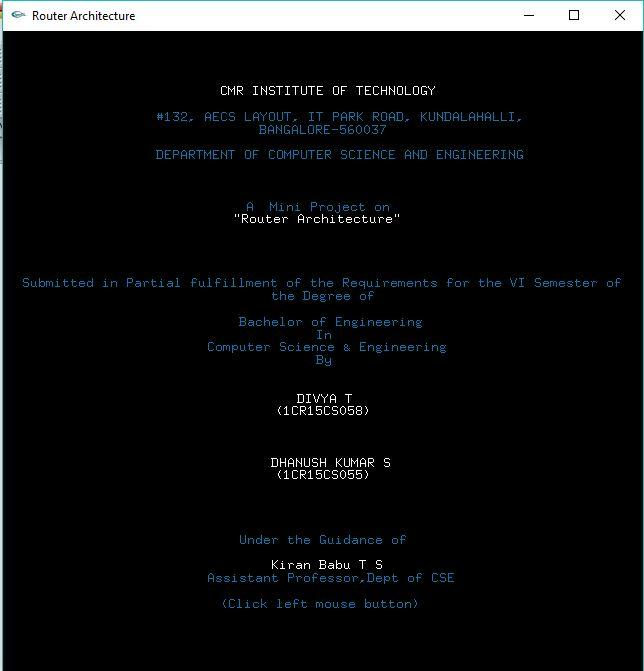 Router Architecture
CMR INSTITUTE OF TECHNOLOGY
#132, AECS LAYOUT, IT PARK ROAD, KUNDALAHALLI,
BANGALORE-560037
DEPARTMENT OF COMPUTER SCIENCE AND ENGINEERING
A  Mini Project on
"Router Architecture"
Submitted in Partial fulfillment of the Requirements for the VI Semester of
the Degree of
Bachelor of Engineering
In
Computer Science & Engineering
By
DIVYA T
(1CR15CS058)
DHANUSH KUMAR S
(1CR15CS055)
Under the Guidance of
Kiran Babu T S
Assistant Professor,Dept of CSE
(Click left mouse button)